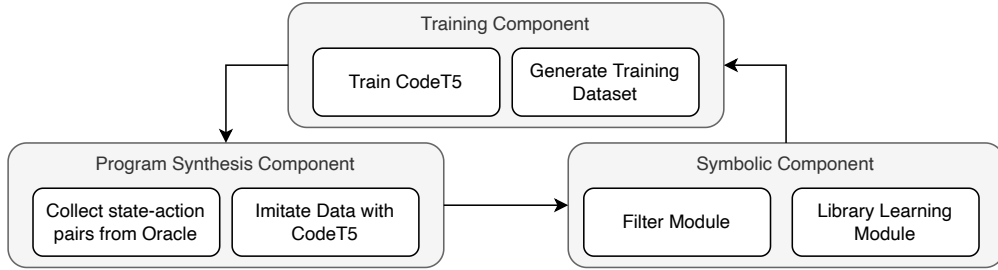 Training Component
Train CodeT5
Generate Training
Dataset
Program Synthesis Component
Collect state-action
pairs from Oracle
Imitate Data with
CodeT5
Symbolic Component
Filter Module
Library Learning
Module